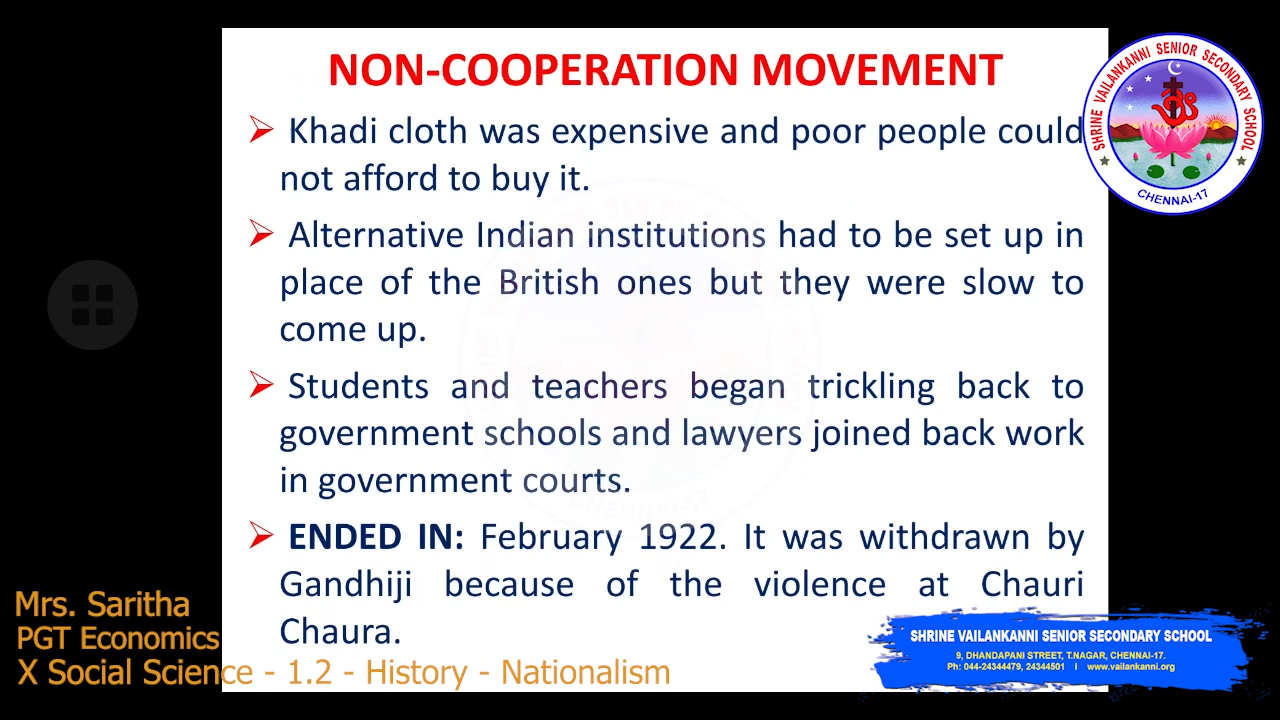 NON-COOPERATION MOVEMENT
Khadi cloth was expensive and poor people could
not afford to buy it.
Alternative Indian institutions had to be set up in
place of the British ones but they were slow to
come up.
Students and teachers began trickling back to
government schools and lawyers joined back work
in government courts.
ENDED IN: February 1922. It was withdrawn by
Gandhiji because of the violence at Chauri
Chaura.
SHRINE VAILANKANNI SENIOR SECONDARY SCHOOL
CHENNAI-17
Mrs. Saritha
PGT Economics
X Social Science - 1.2 - History - Nationalism
SHRINE VAILANKANNI SENIOR SECONDARY SCHOOL
9, DHANDAPANI STREET, T.NAGAR, CHENNAI-17.
Ph: 044-24344479, 24344501 I www.vailankanni.org